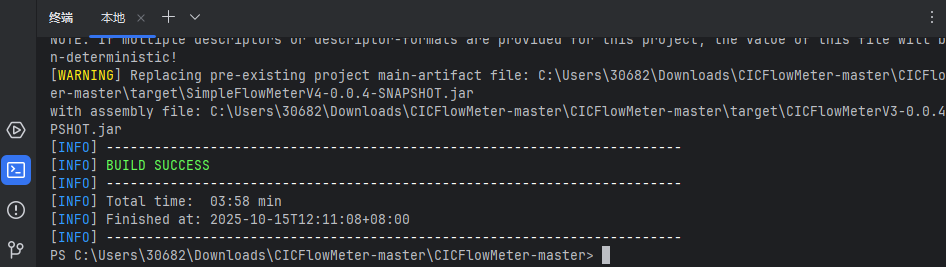 终端 本地
NOTE: If multiple descriptors or descriptor-formats are provided for this project, the value of this file will b
n-deterministic!
[WARNING] Replacing pre-existing project main-artifact file: C:\Users\30682\Downloads\CICFlowMeter-master\CICFlo
er-master\target\SimpleFlowMeterV4-0.0.4-SNAPSHOT.jar
with assembly file: C:\Users\30682\Downloads\CICFlowMeter-master\CICFlowMeter-master\target\CICFlowMeterV3-0.0.4
PSHOT.jar
[INFO] ------------------------------------------------------------------------
[INFO] BUILD SUCCESS
[INFO] ------------------------------------------------------------------------
[INFO] Total time:  03:58 min
[INFO] Finished at: 2025-10-15T12:11:08+08:00
[INFO] ------------------------------------------------------------------------
PS C:\Users\30682\Downloads\CICFlowMeter-master\CICFlowMeter-master>